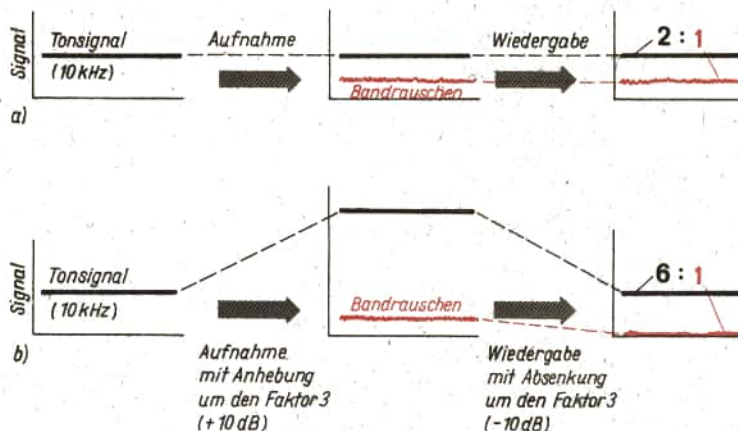 Signal
Tonsignal
(10 kHz)
Aufnahme
Bandrauschen
Wiedergabe
2 : 1
a)
Signal
Tonsignal
(10 kHz)
Bandrauschen
6 : 1
b)
Aufnahme
mit Anhebung
um den Faktor 3
(+10 dB)
Wiedergabe
mit Absenkung
um den Faktor 3
(-10 dB)